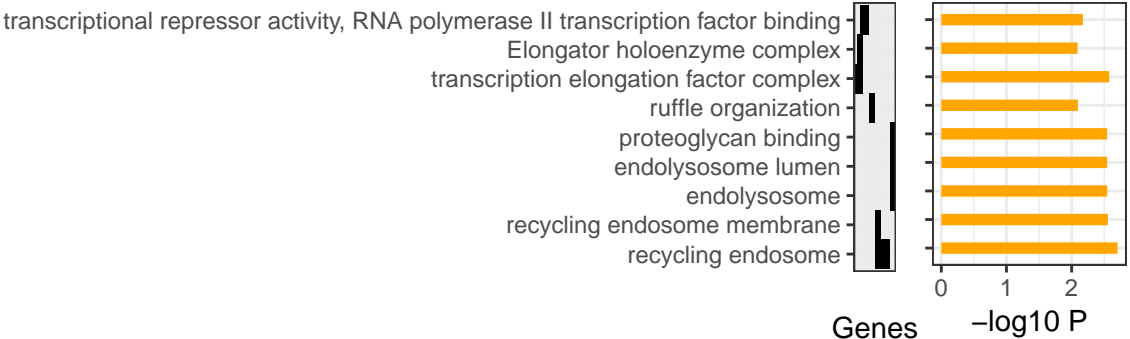 transcriptional repressor activity, RNA polymerase II transcription factor binding
Elongator holoenzyme complex
transcription elongation factor complex
ruffle organization
proteoglycan binding
endolysosome lumen
endolysosome
recycling endosome membrane
recycling endosome
0 1 2
Genes
−log10 P